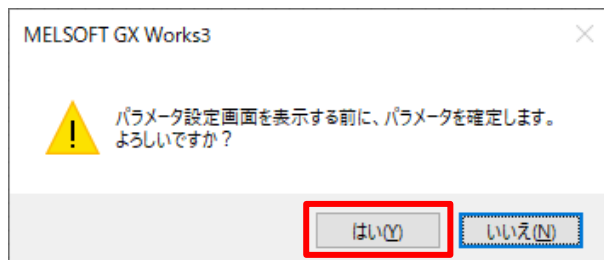 MELSOFT GX Works3
パラメータ設定画面を表示する前に、パラメータを確定します。
よろしいですか？
はい(Y)
いいえ(N)